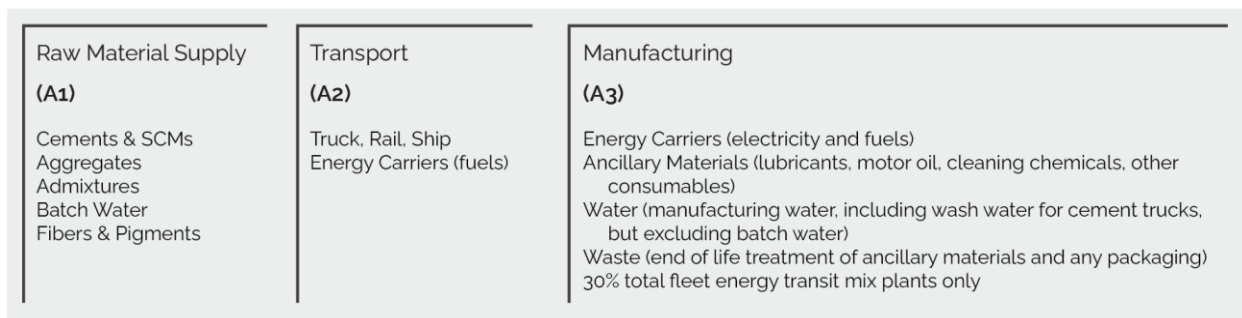 Raw Material Supply
(A1)
Cements & SCMs
Aggregates
Admixtures
Batch Water
Fibers & Pigments
Transport
(A2)
Truck, Rail, Ship
Energy Carriers (fuels)
Manufacturing
(A3)
Energy Carriers (electricity and fuels)
Ancillary Materials (lubricants, motor oil, cleaning chemicals, other
consumables)
Water (manufacturing water, including wash water for cement trucks,
but excluding batch water)
Waste (end of life treatment of ancillary materials and any packaging)
30% total fleet energy transit mix plants only